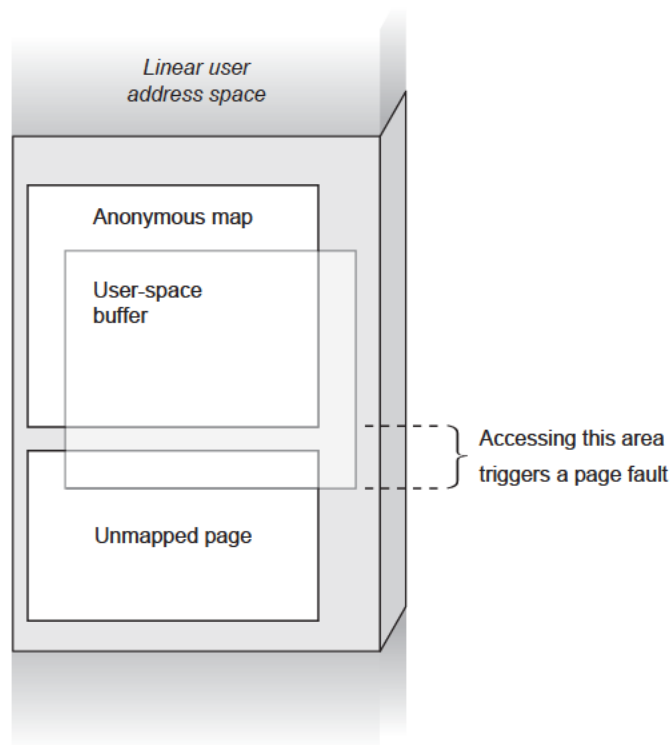 Linear user
address space
Anonymous map
User-space
buffer
Accessing this area
triggers a page fault
Unmapped page